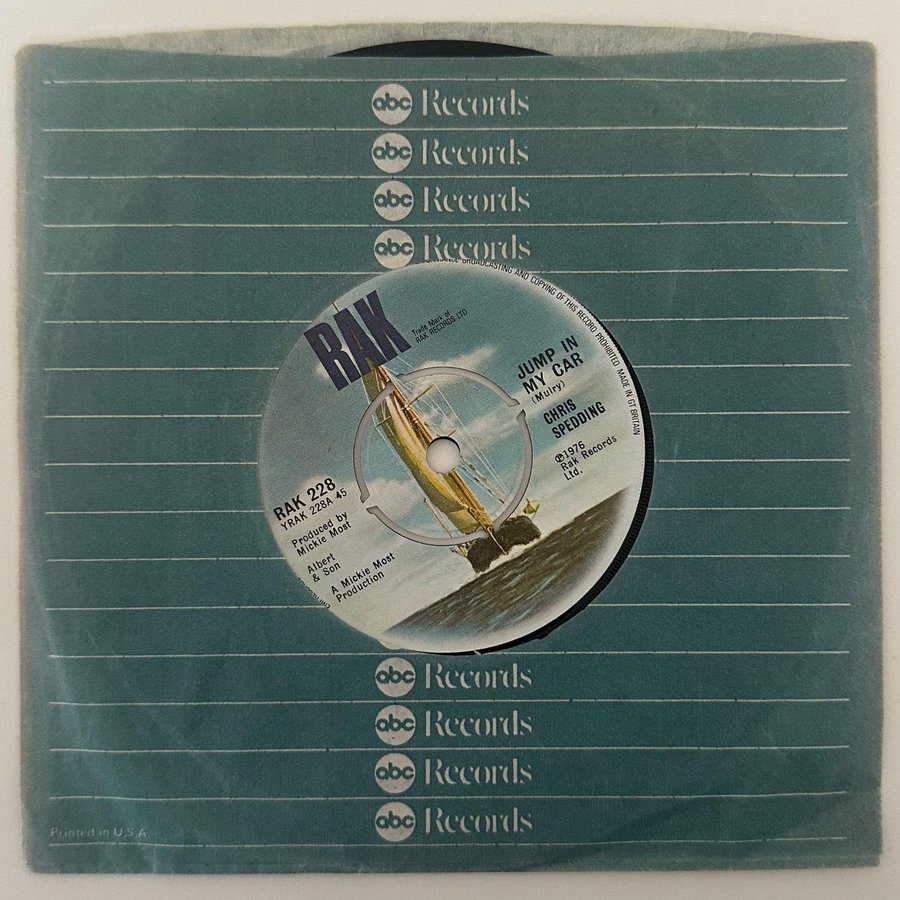 abc Records
abc Records
abc Records
abc Records
BROADCASTING AND COPYING OF THIS RECORD PROHIBITED MADE IN GT BRITAIN
RAK
Trade Mark of
RAK RECORDS LTD
JUMP IN
MY CAR
(Mulry)
CHRIS
SPEDDING
℗1976
Rak Records
Ltd.
RAK 228
YRAK 228A 45
Produced by
Mickie Most
Albert
& Son
A Mickie Most
Production
abc Records
abc Records
abc Records
abc Records
Printed in U.S.A.